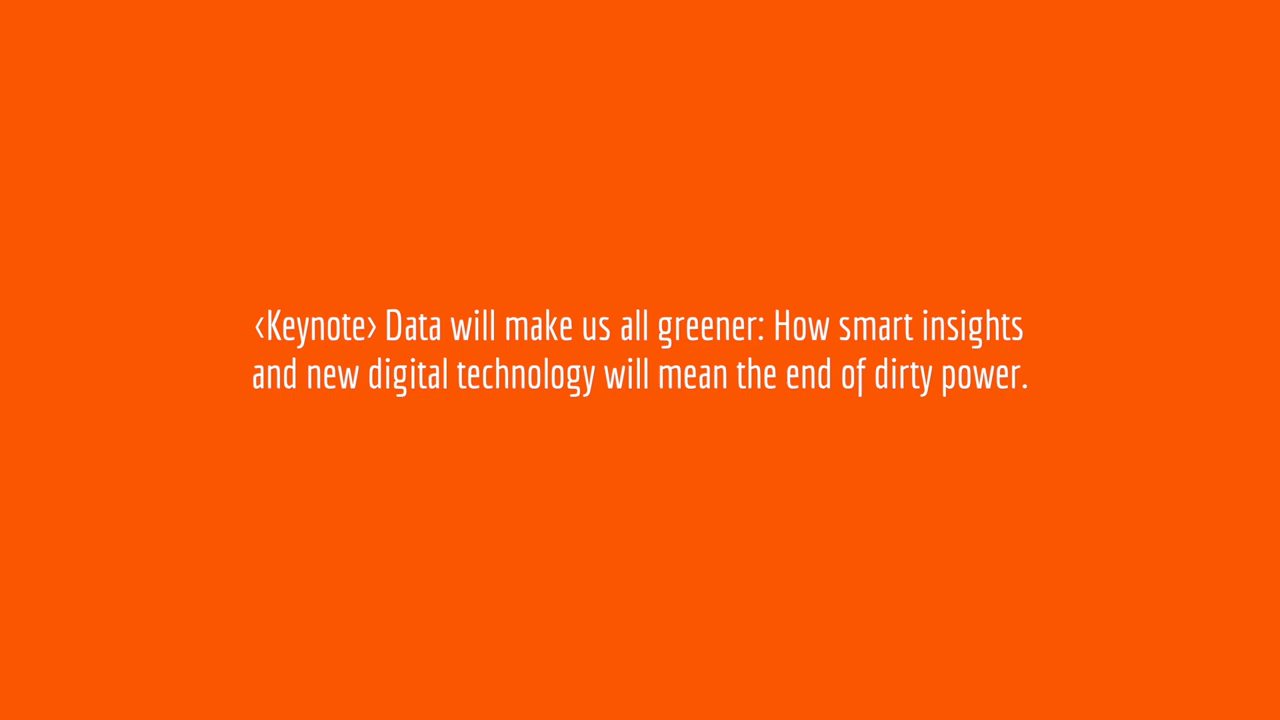 ‹Keynote› Data will make us all greener: How smart insights
and new digital technology will mean the end of dirty power.